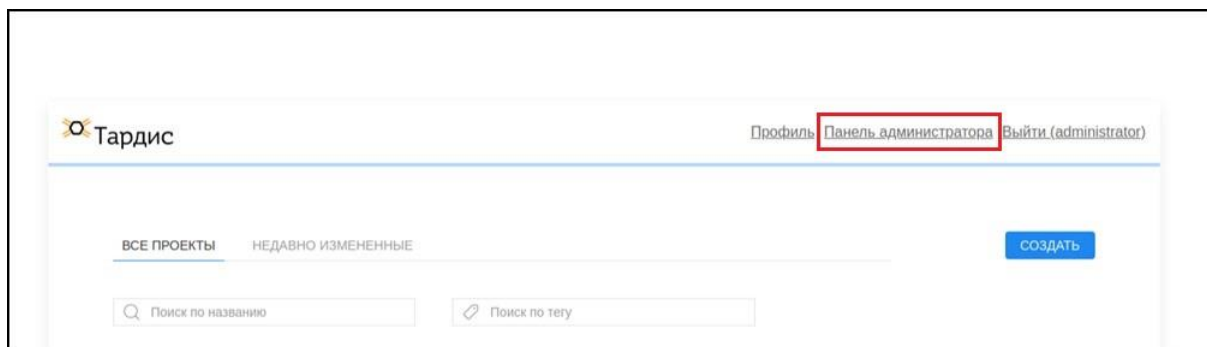 Тардис
Профиль Панель администратора Выйти (administrator)
ВСЕ ПРОЕКТЫ НЕДАВНО ИЗМЕНЕННЫЕ СОЗДАТЬ
Поиск по названию Поиск по тегу